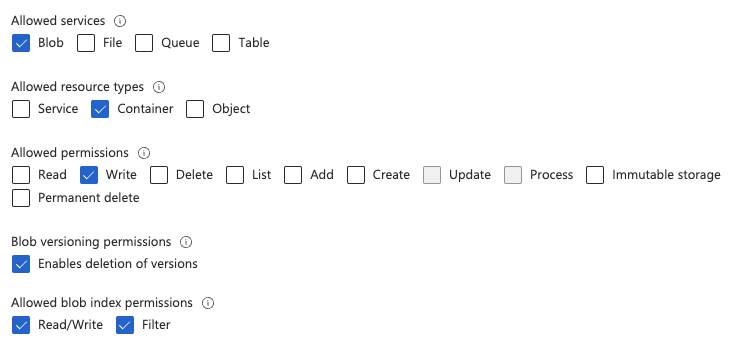 Allowed services
Blob File Queue Table
Allowed resource types
Service Container Object
Allowed permissions
Read Write Delete List Add Create Update Process Immutable storage
Permanent delete
Blob versioning permissions
Enables deletion of versions
Allowed blob index permissions
Read/Write Filter